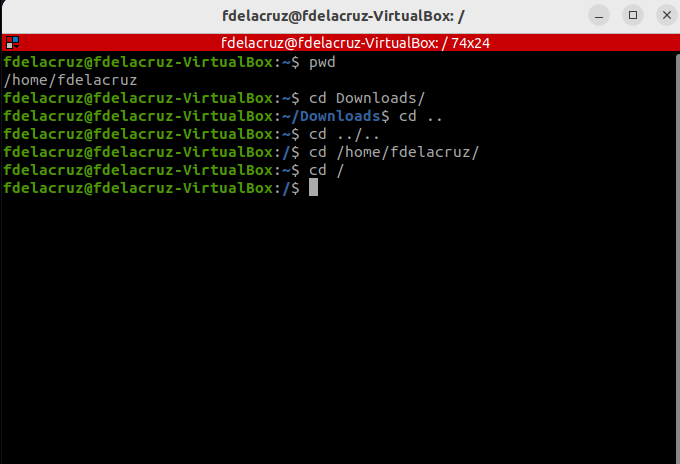 fdelacruz@fdelacruz-VirtualBox: /
fdelacruz@fdelacruz-VirtualBox: / 74x24
fdelacruz@fdelacruz-VirtualBox:~$ pwd
/home/fdelacruz
fdelacruz@fdelacruz-VirtualBox:~$ cd Downloads/
fdelacruz@fdelacruz-VirtualBox:~/Downloads$ cd ..
fdelacruz@fdelacruz-VirtualBox:~$ cd ../..
fdelacruz@fdelacruz-VirtualBox:/$ cd /home/fdelacruz/
fdelacruz@fdelacruz-VirtualBox:~$ cd /
fdelacruz@fdelacruz-VirtualBox:/$